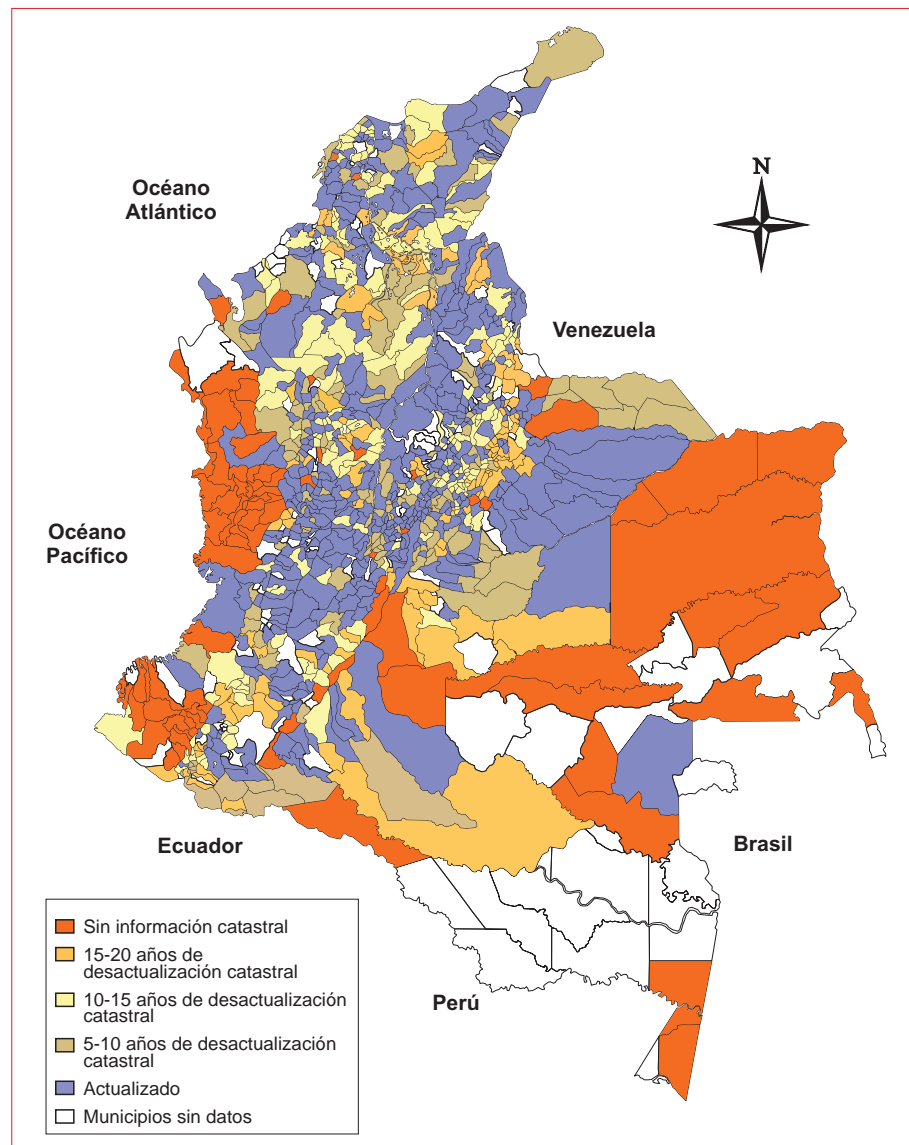 N
Océano
Atlántico
Venezuela
Océano
Pacífico
Ecuador
Brasil
Perú
Sin información catastral
15-20 años de
desactualización catastral
10-15 años de desactualización
catastral
5-10 años de desactualización
catastral
Actualizado
Municipios sin datos